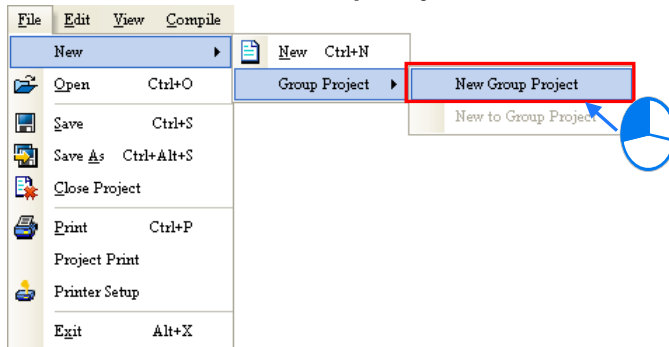 File Edit View Compile
New
New Ctrl+N
Group Project
New Group Project
New to Group Project
Open Ctrl+O
Save Ctrl+S
Save As Ctrl+Alt+S
Close Project
Print Ctrl+P
Project Print
Printer Setup
Exit Alt+X